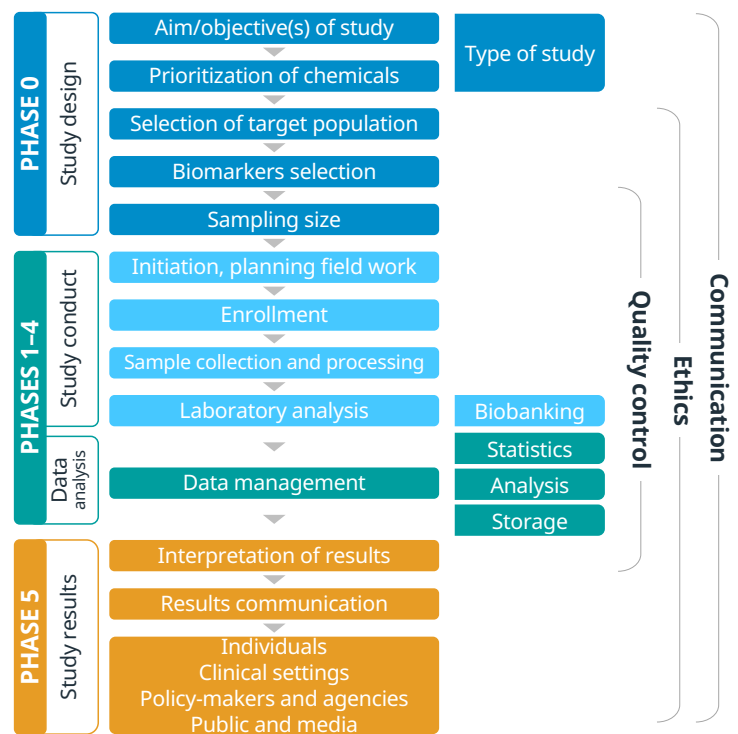 PHASE 0
Study design
Aim/objective(s) of study
Type of study
Prioritization of chemicals
Selection of target population
Biomarkers selection
Sampling size
PHASES 1–4
Study conduct
Initiation, planning field work
Enrollment
Sample collection and processing
Laboratory analysis
Biobanking
Data
analysis
Data management
Statistics
Analysis
Storage
PHASE 5
Study results
Interpretation of results
Results communication
Individuals
Clinical settings
Policy-makers and agencies
Public and media
Quality control
Ethics
Communication